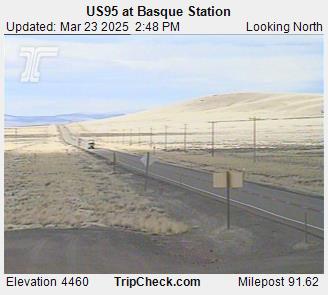 US95 at Basque Station
Updated: Mar 23 2025 2:48 PM Looking North
Elevation 4460 TripCheck.com Milepost 91.62